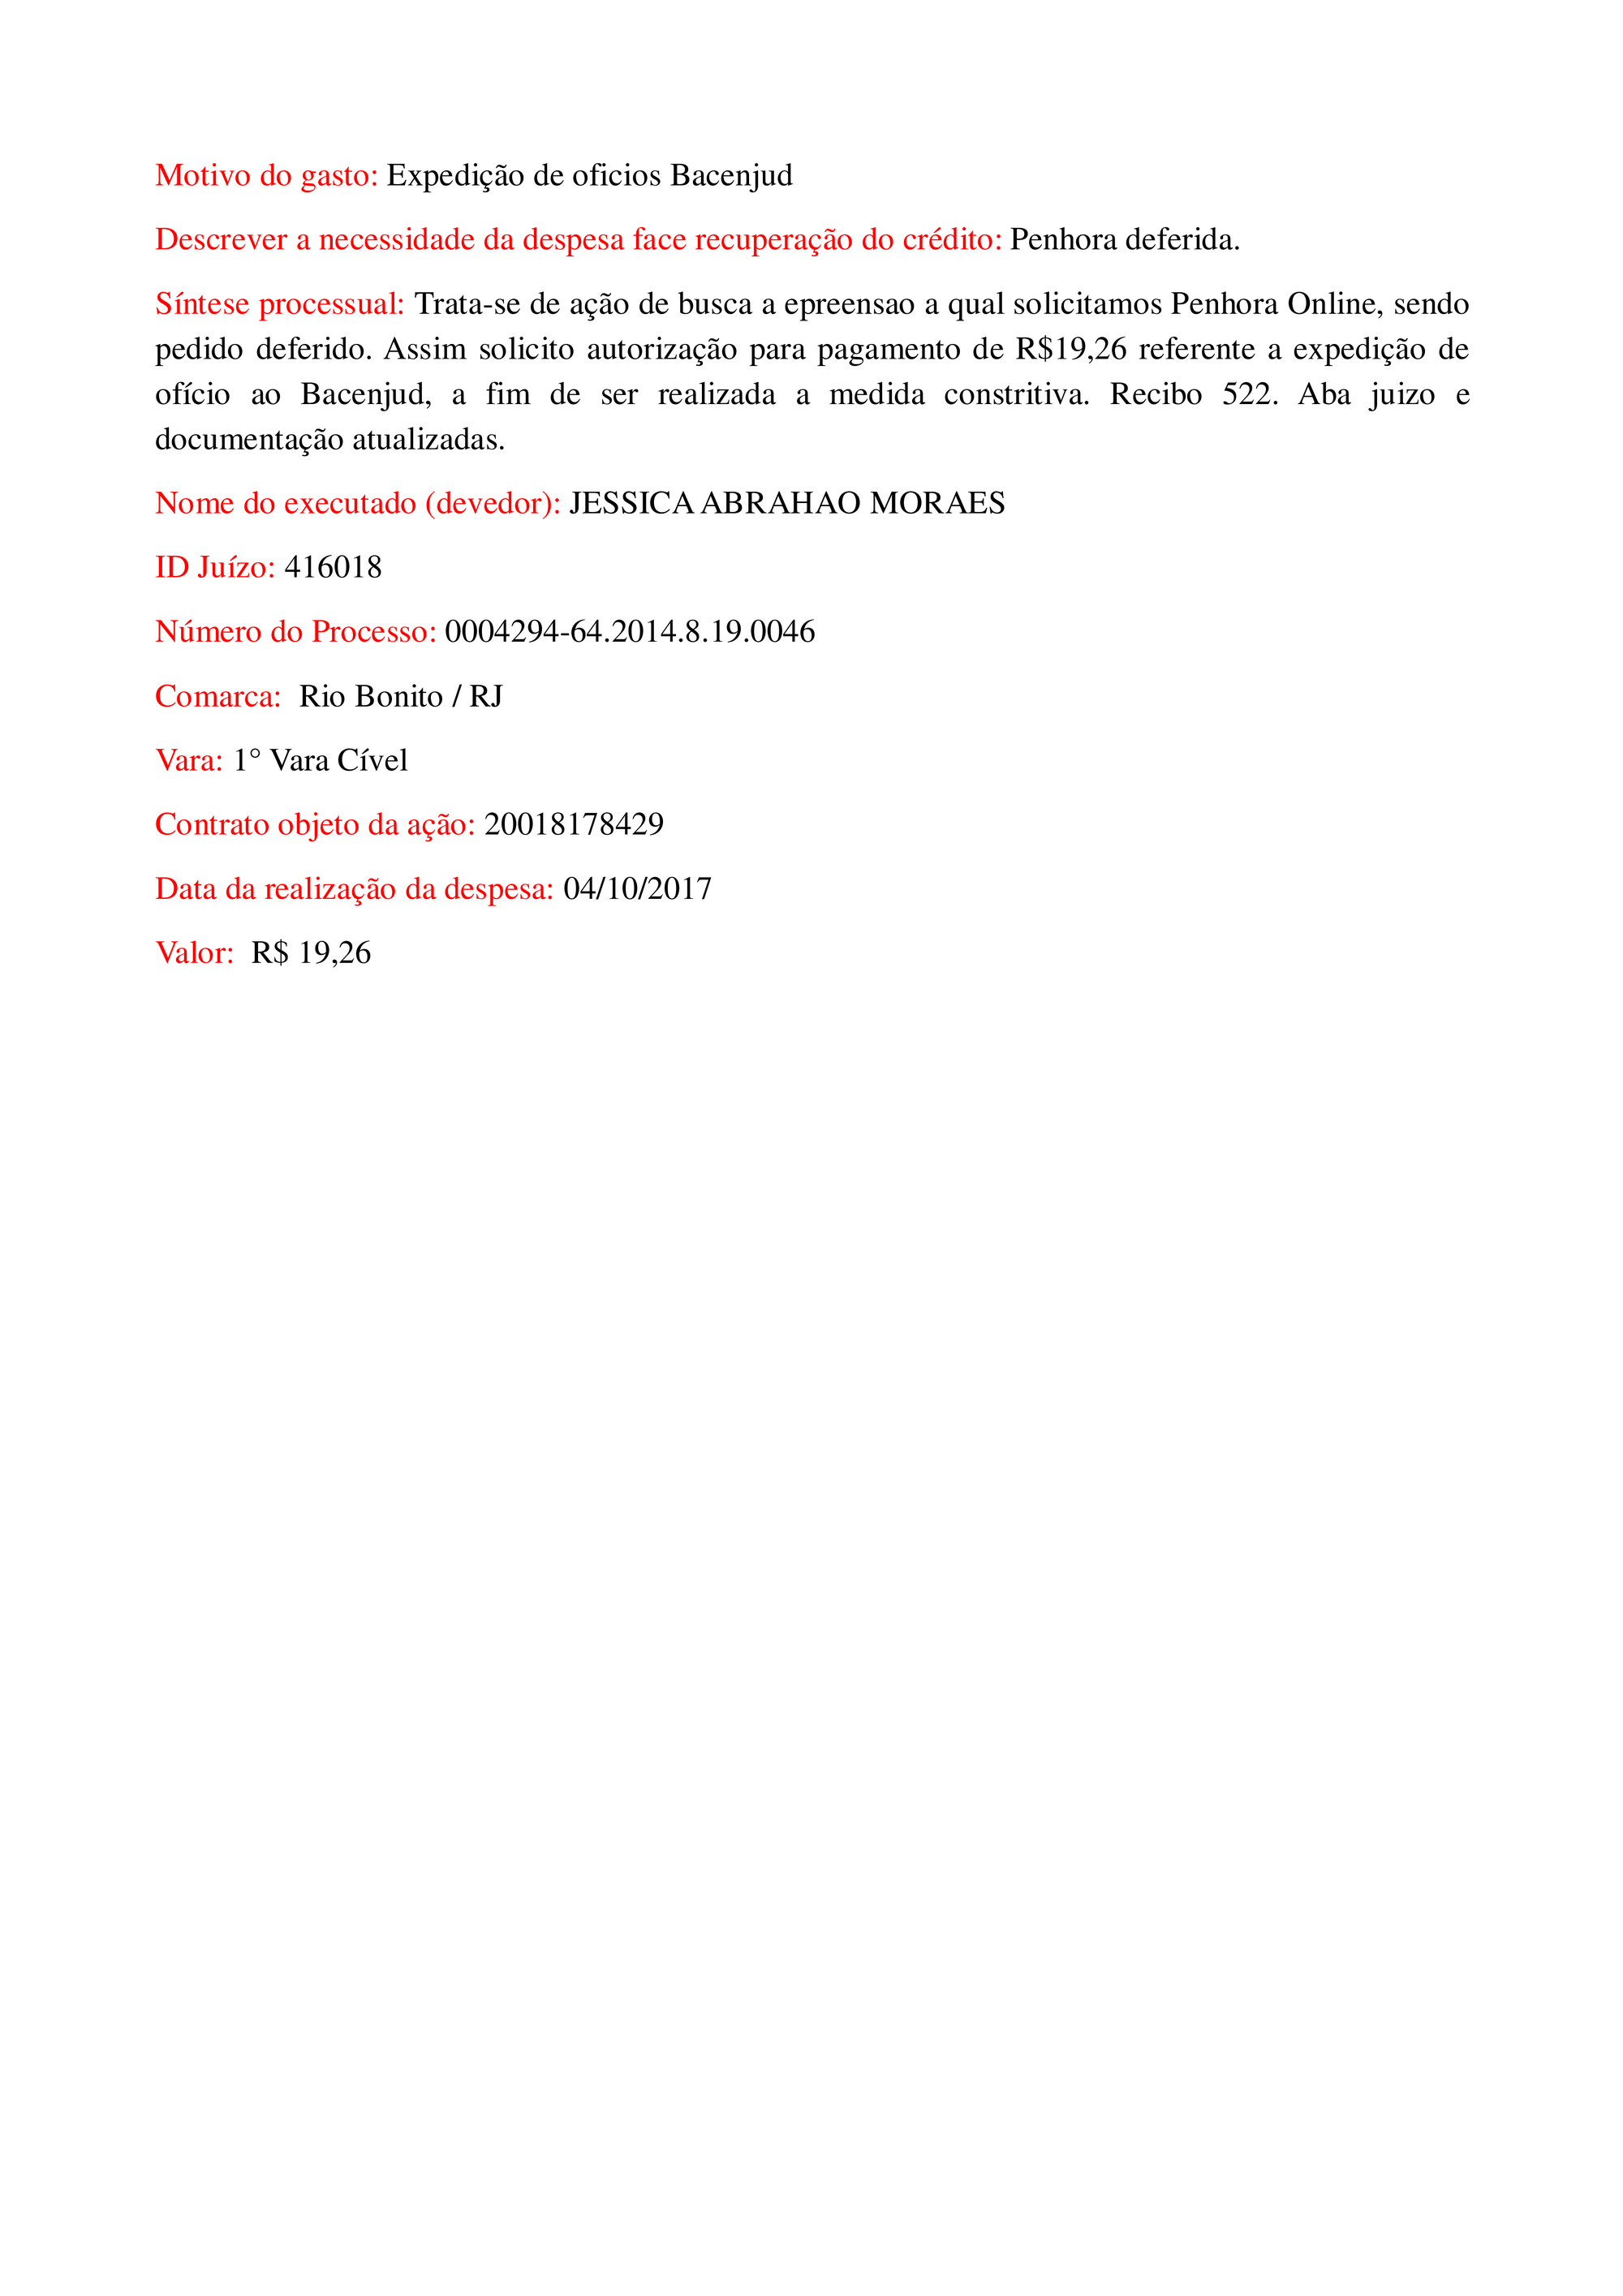 Motivo do gasto: Expedição de oficios Bacenjud
Descrever a necessidade da despesa face recuperação do crédito: Penhora deferida.
Síntese processual: Trata-se de ação de busca a epreensao a qual solicitamos Penhora Online, sendo
pedido deferido. Assim solicito autorização para pagamento de R$19,26 referente a expedição de
ofício ao Bacenjud, a fim de ser realizada a medida constritiva. Recibo 522. Aba juizo e
documentação atualizadas.
Nome do executado (devedor): JESSICA ABRAHAO MORAES
ID Juízo: 416018
Número do Processo: 0004294-64.2014.8.19.0046
Comarca:  Rio Bonito / RJ
Vara: 1° Vara Cível
Contrato objeto da ação: 20018178429
Data da realização da despesa: 04/10/2017
Valor:  R$ 19,26